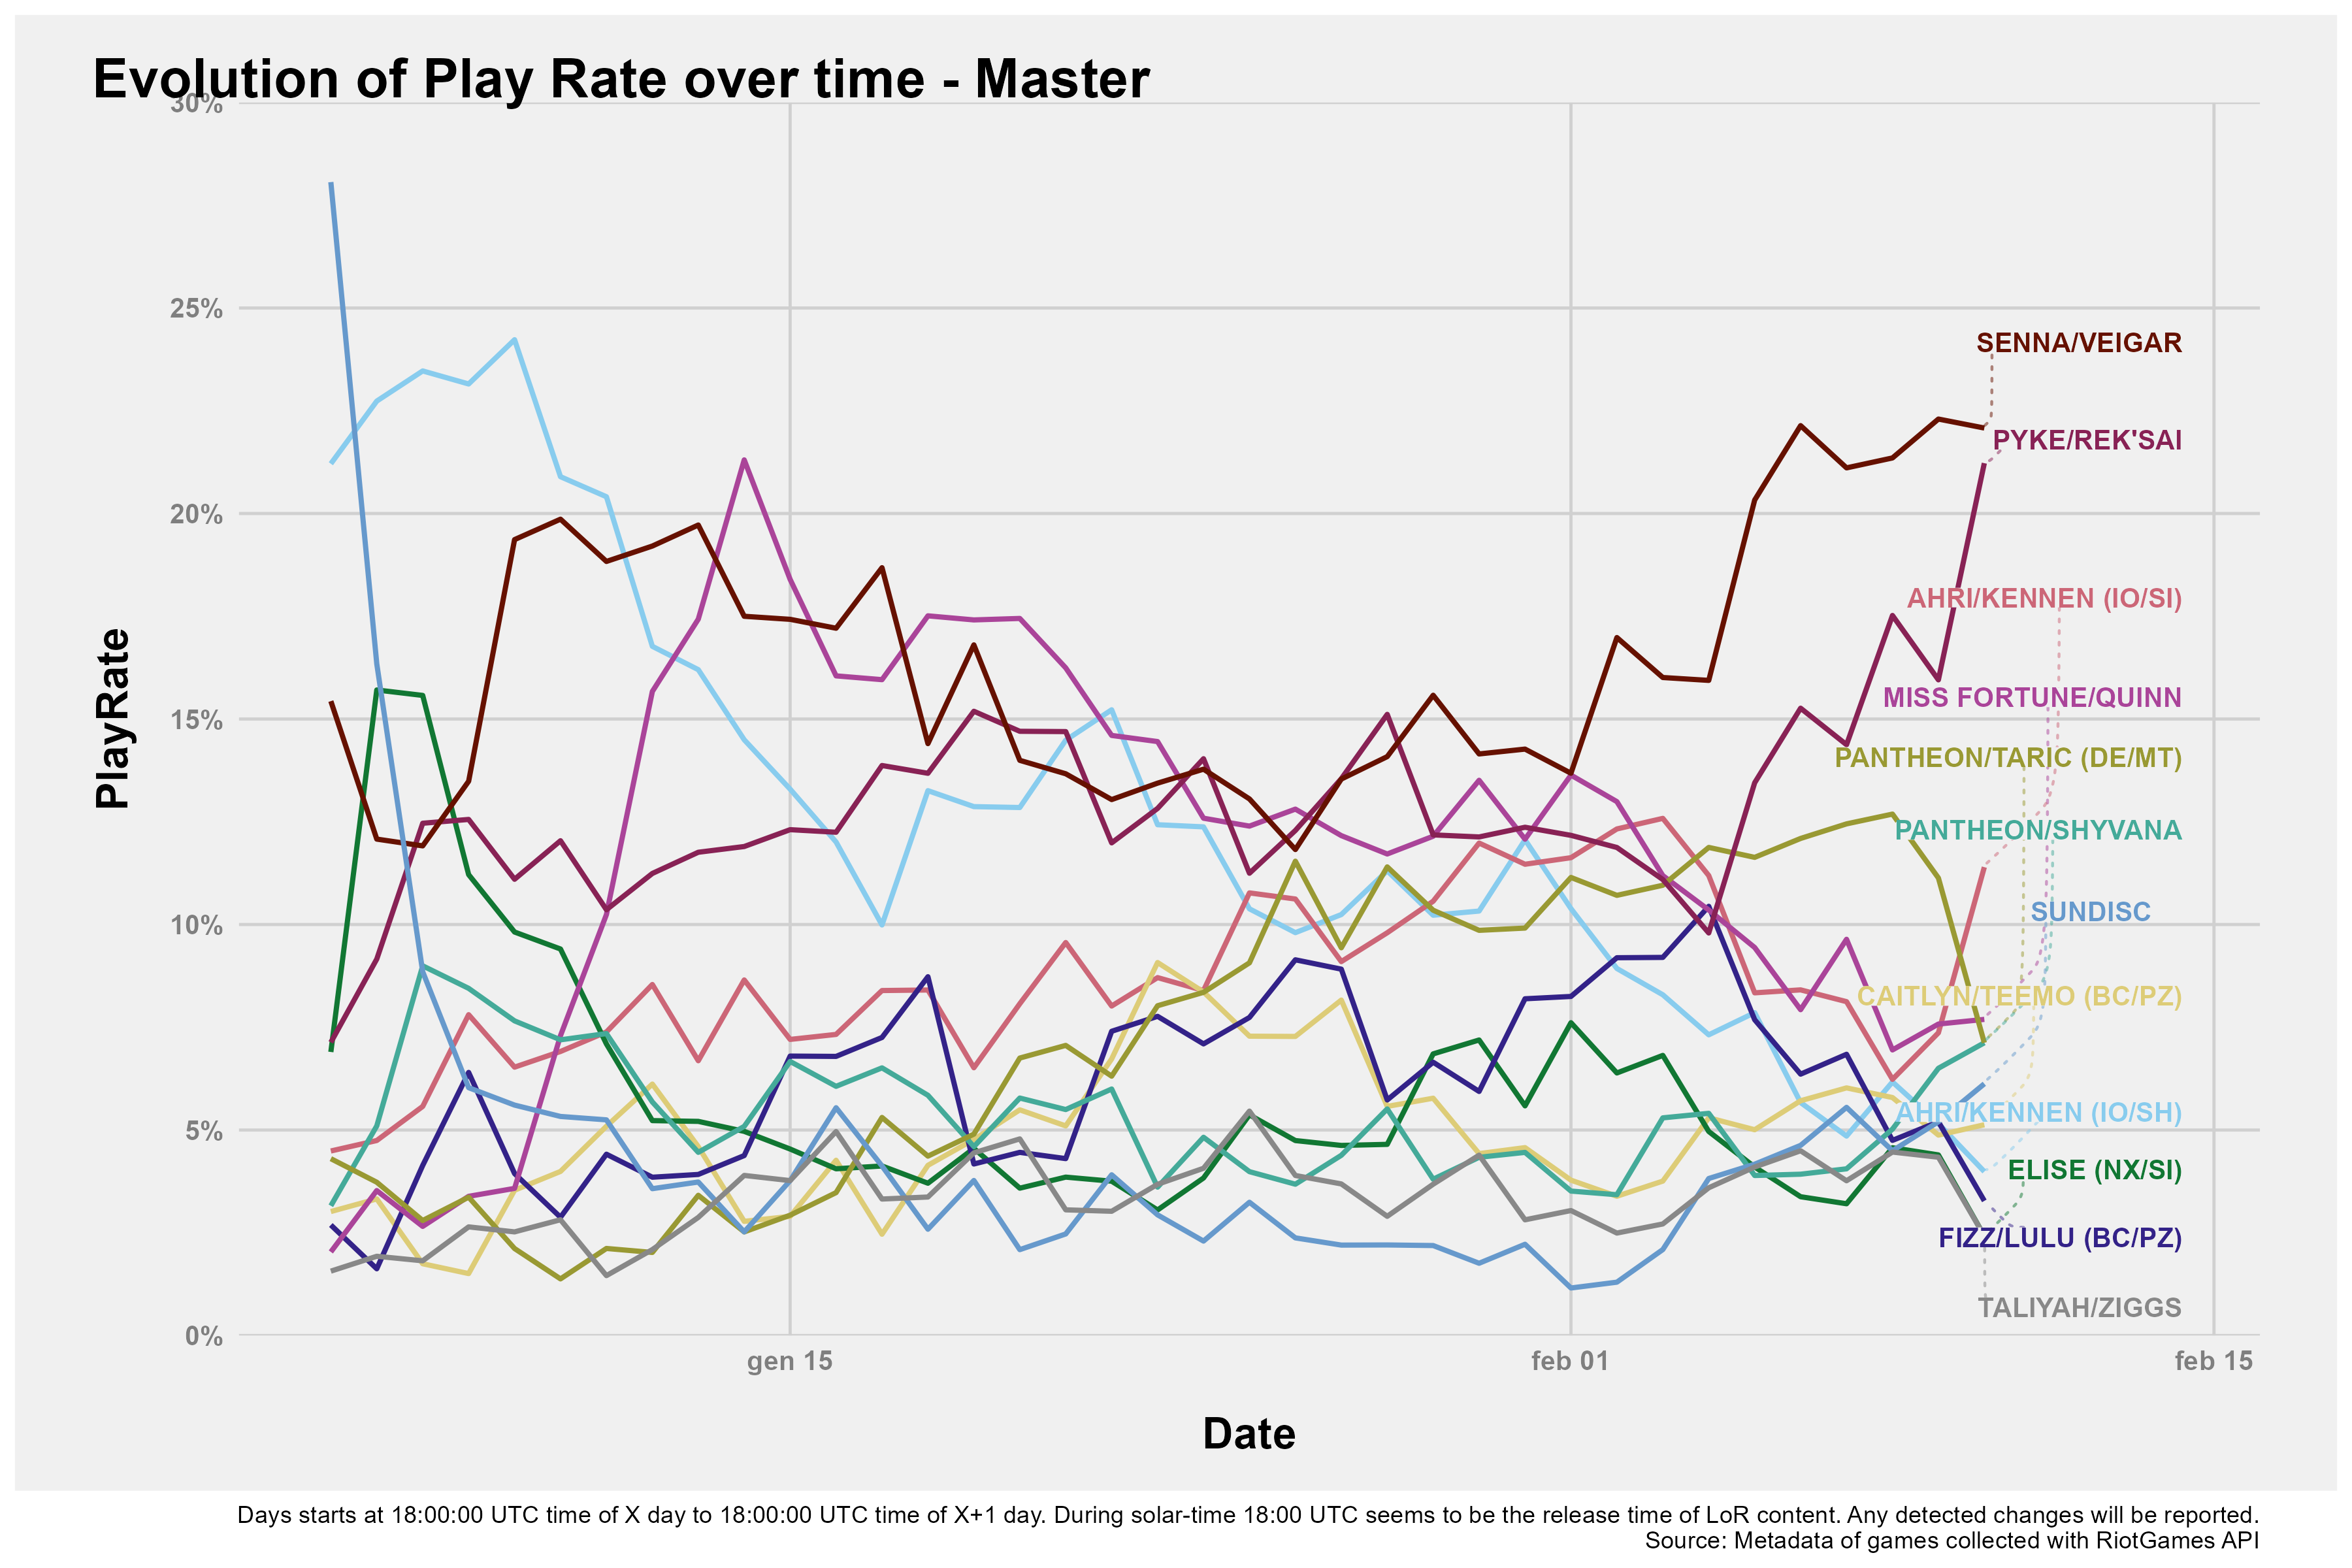 Evolution of Play Rate over time - Master
30%
25%
20%
15%
10%
5%
0%
PlayRate
SENNA/VEIGAR
PYKE/REK'SAI
AHRI/KENNEN (IO/SI)
MISS FORTUNE/QUINN
PANTHEON/TARIC (DE/MT)
PANTHEON/SHYVANA
SUNDISC
CAITLYN/TEEMO (BC/PZ)
AHRI/KENNEN (IO/SH)
ELISE (NX/SI)
FIZZ/LULU (BC/PZ)
TALIYAH/ZIGGS
gen 15
feb 01
feb 15
Date
Days starts at 18:00:00 UTC time of X day to 18:00:00 UTC time of X+1 day. During solar-time 18:00 UTC seems to be the release time of LoR content. Any detected changes will be reported.
Source: Metadata of games collected with RiotGames API